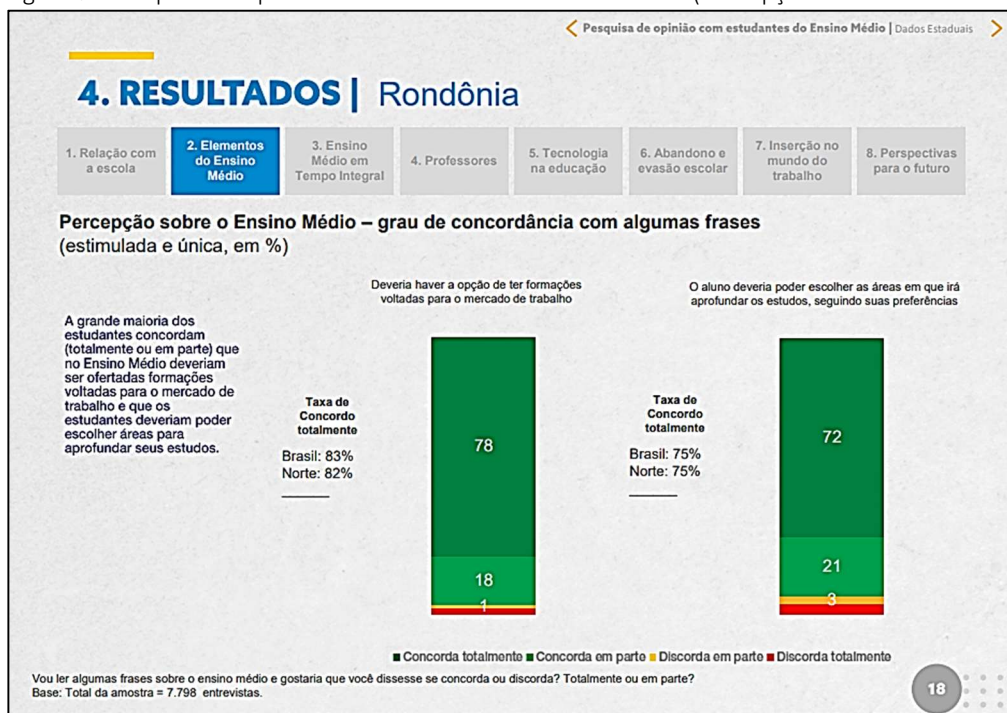 Pesquisa de opinião com estudantes do Ensino Médio | Dados Estaduais
4. RESULTADOS | Rondônia
1. Relação com
a escola
2. Elementos
do Ensino
Médio
3. Ensino
Médio em
Tempo Integral
4. Professores
5. Tecnologia
na educação
6. Abandono e
evasão escolar
7. Inserção no
mundo do
trabalho
8. Perspectivas
para o futuro
Percepção sobre o Ensino Médio – grau de concordância com algumas frases
(estimulada e única, em %)
A grande maioria dos
estudantes concordam
(totalmente ou em parte) que
no Ensino Médio deveriam
ser ofertadas formações
voltadas para o mercado de
trabalho e que os
estudantes deveriam poder
escolher áreas para
aprofundar seus estudos.
Deveria haver a opção de ter formações
voltadas para o mercado de trabalho
Taxa de
Concordo
totalmente
Brasil: 83%
Norte: 82%
78
18
1
O aluno deveria poder escolher as áreas em que irá
aprofundar os estudos, seguindo suas preferências
Taxa de
Concordo
totalmente
Brasil: 75%
Norte: 75%
72
21
3
Concorda totalmente Concorda em parte Discorda em parte Discorda totalmente
Vou ler algumas frases sobre o ensino médio e gostaria que você dissesse se concorda ou discorda? Totalmente ou em parte?
Base: Total da amostra = 7.798 entrevistas.
18